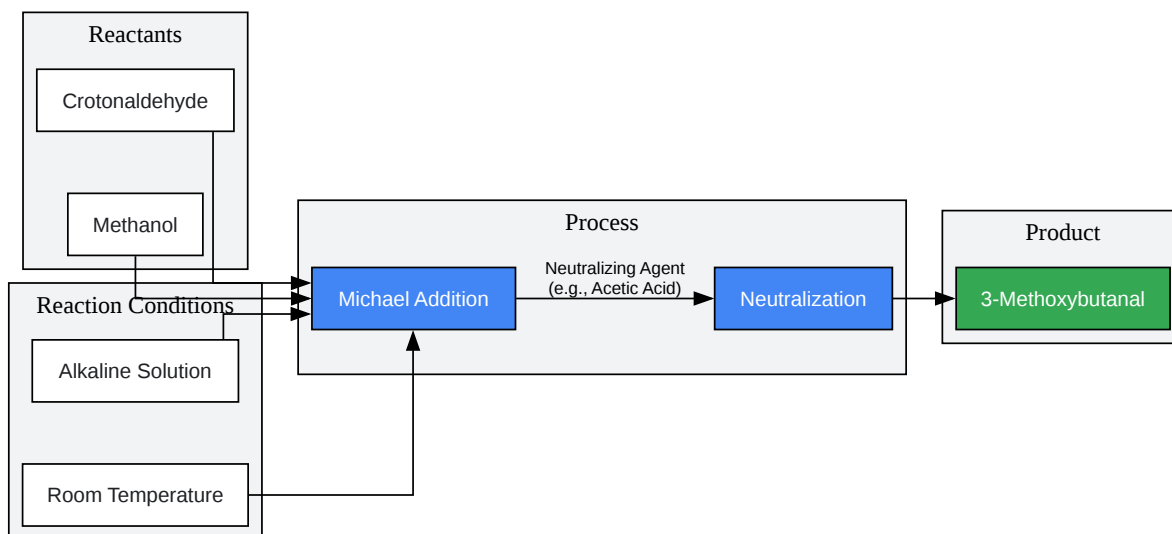 Reactants
Crotonaldehyde
Methanol
Reaction Conditions
Alkaline Solution
Room Temperature
Process
Michael Addition
Neutralizing Agent
(e.g., Acetic Acid)
Neutralization
Product
3-Methoxybutanal